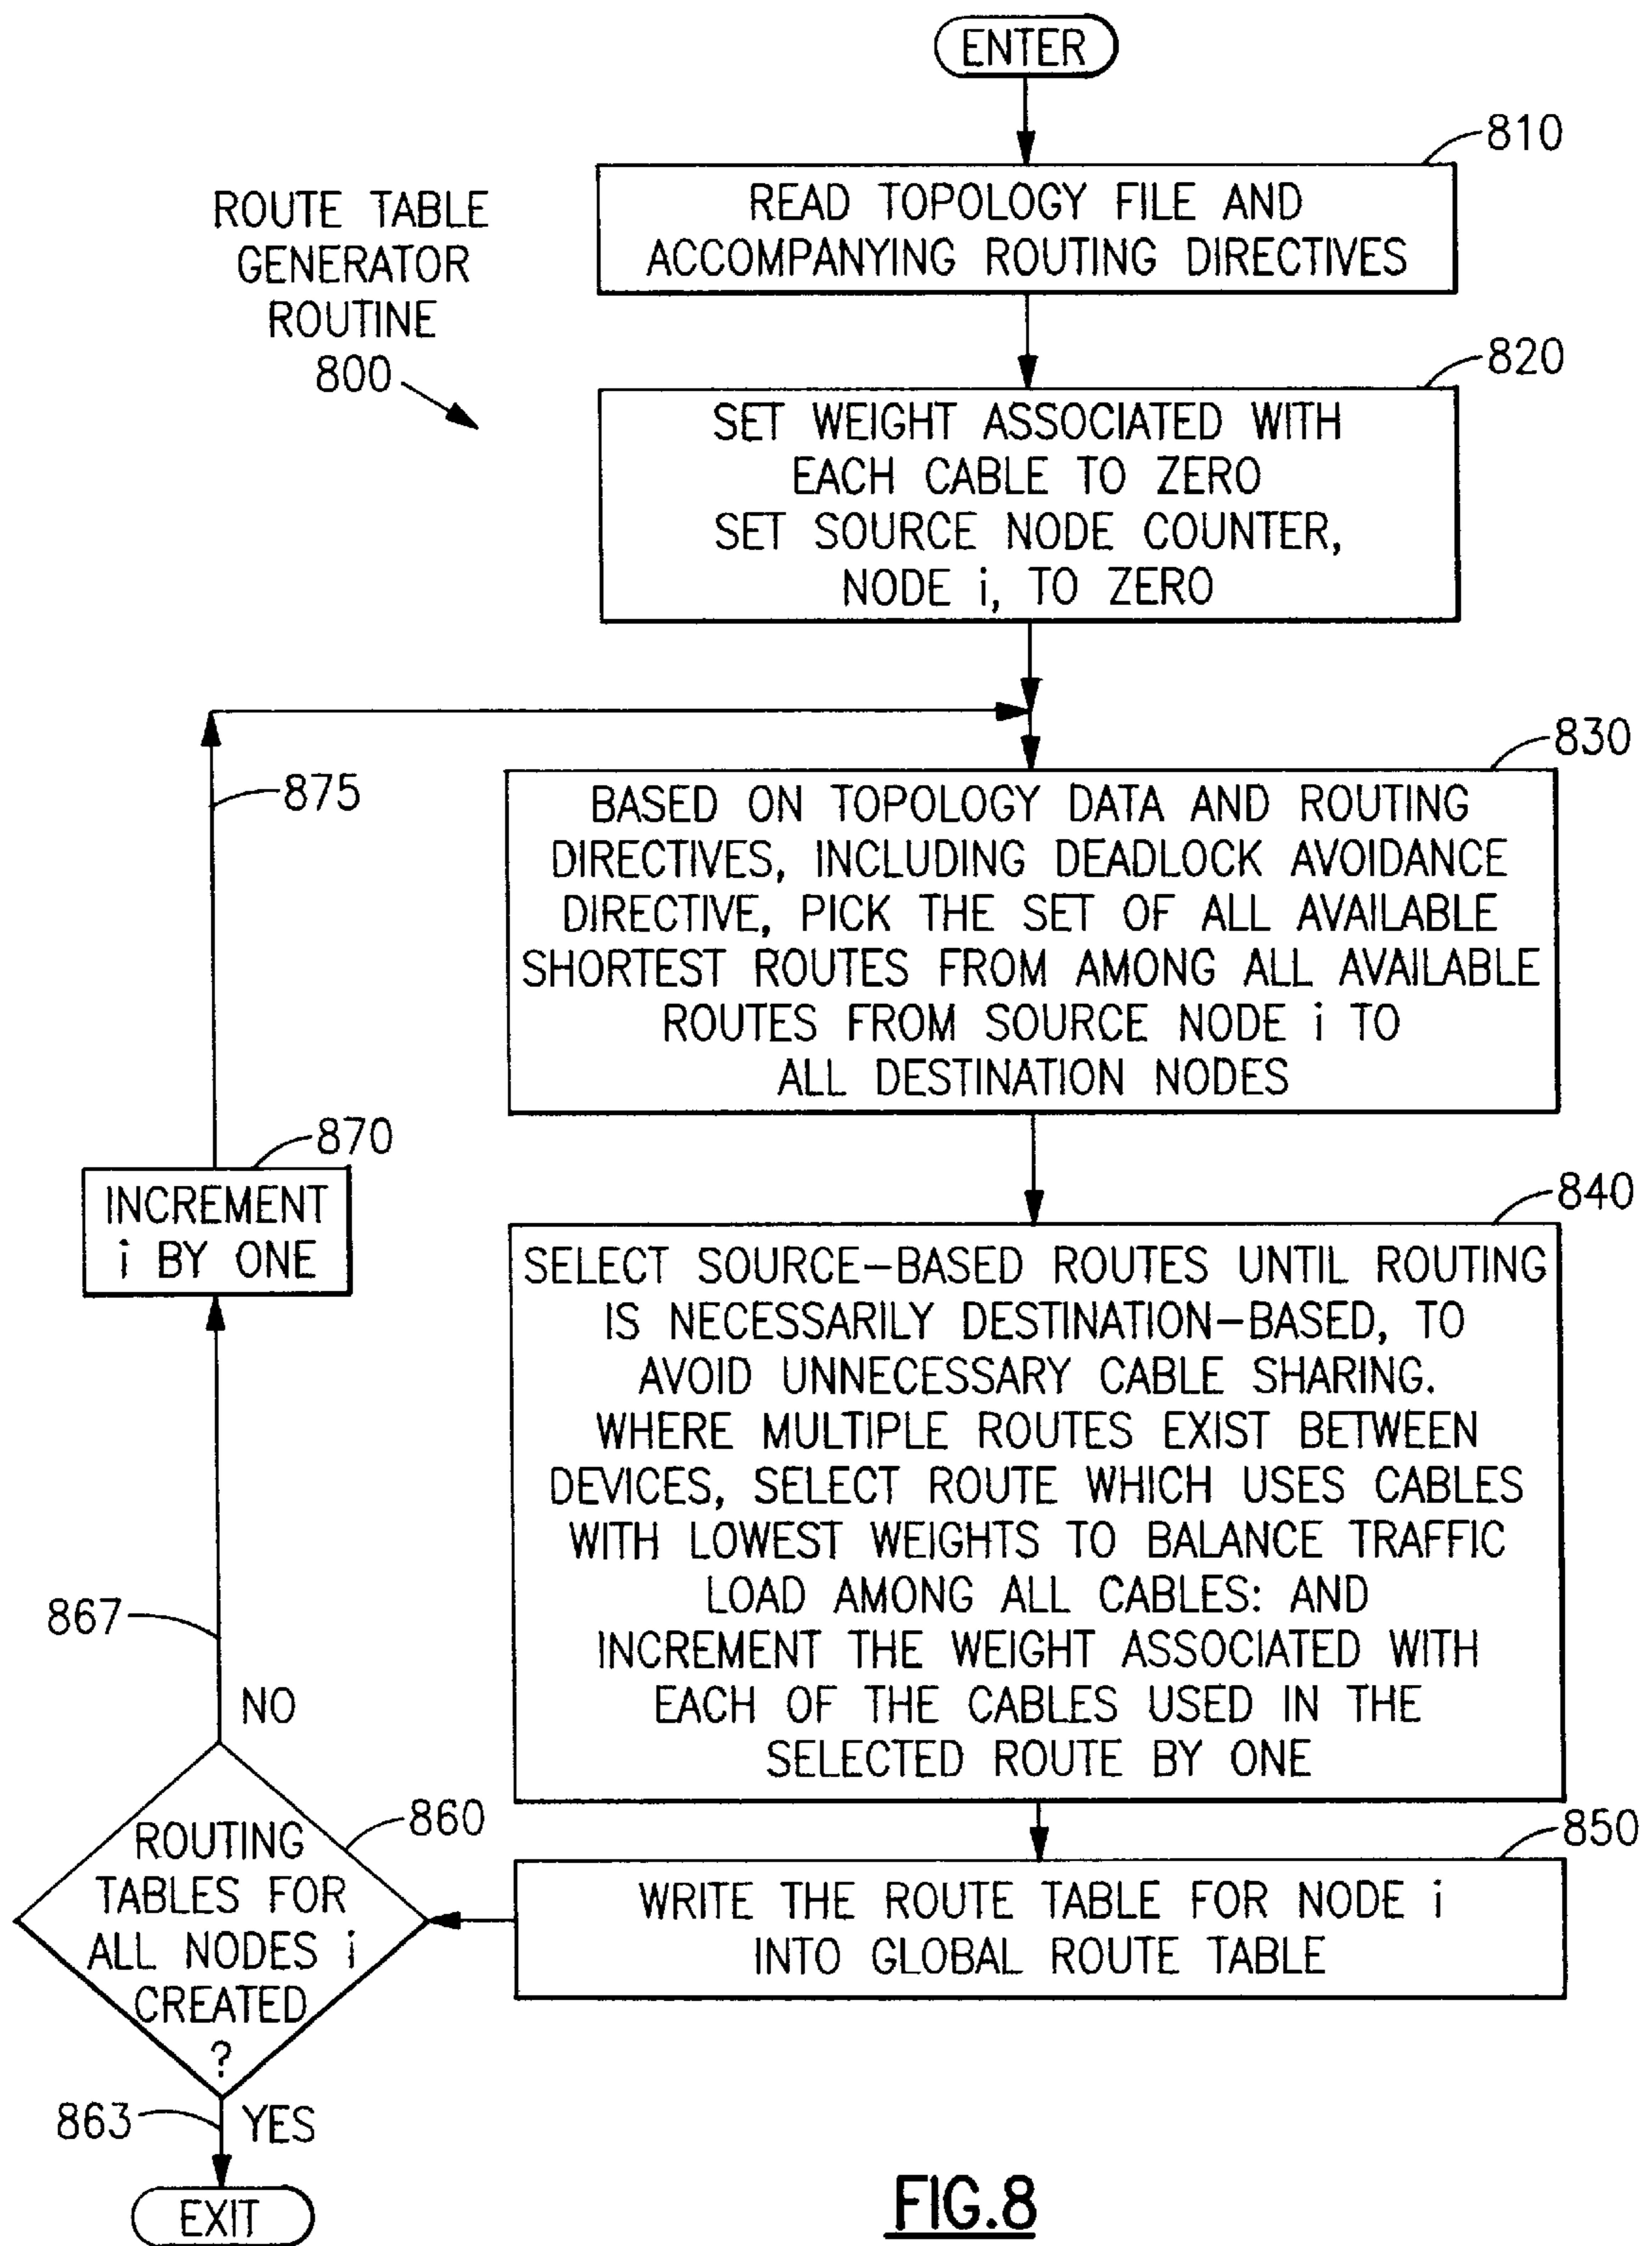 ENTER
810
READ TOPOLOGY FILE AND
ACCOMPANYING ROUTING DIRECTIVES
ROUTE TABLE
GENERATOR
ROUTINE
800
820
SET WEIGHT ASSOCIATED WITH
EACH CABLE TO ZERO
SET SOURCE NODE COUNTER,
NODE i, TO ZERO
830
BASED ON TOPOLOGY DATA AND ROUTING
DIRECTIVES, INCLUDING DEADLOCK AVOIDANCE
DIRECTIVE, PICK THE SET OF ALL AVAILABLE
SHORTEST ROUTES FROM AMONG ALL AVAILABLE
ROUTES FROM SOURCE NODE i TO
ALL DESTINATION NODES
875
870
INCREMENT
i BY ONE
840
SELECT SOURCE-BASED ROUTES UNTIL ROUTING
IS NECESSARILY DESTINATION-BASED, TO
AVOID UNNECESSARY CABLE SHARING.
WHERE MULTIPLE ROUTES EXIST BETWEEN
DEVICES, SELECT ROUTE WHICH USES CABLES
WITH LOWEST WEIGHTS TO BALANCE TRAFFIC
LOAD AMONG ALL CABLES: AND
INCREMENT THE WEIGHT ASSOCIATED WITH
EACH OF THE CABLES USED IN THE
SELECTED ROUTE BY ONE
867
NO
850
WRITE THE ROUTE TABLE FOR NODE i
INTO GLOBAL ROUTE TABLE
860
ROUTING
TABLES FOR
ALL NODES i
CREATED
?
863
YES
EXIT
FIG.8